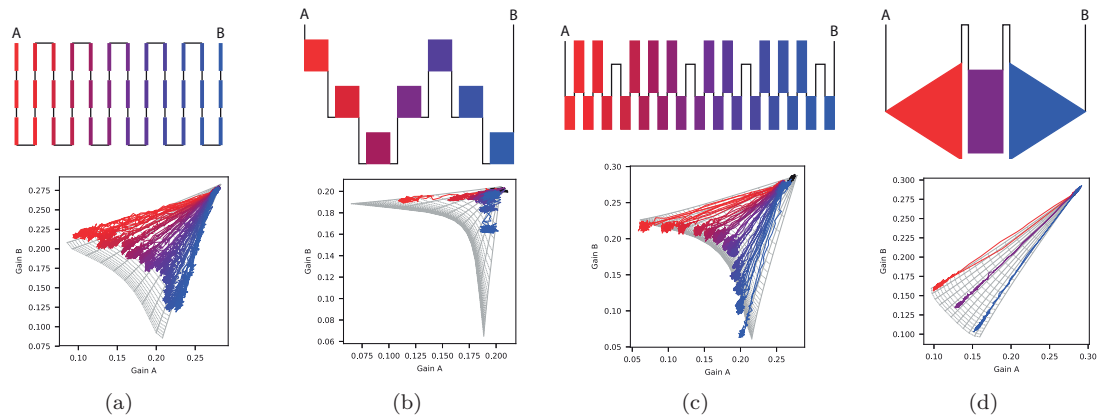 A B
0.275
0.250
0.225
0.200
0.175
0.150
0.125
0.100
0.075
Gain B
0.10 0.15 0.20 0.25
Gain A
(a)
A B
0.20
0.18
0.16
0.14
0.12
0.10
0.08
0.06
Gain B
0.075 0.100 0.125 0.150 0.175 0.200
Gain A
(b)
A B
0.30
0.25
0.20
0.15
0.10
0.05
Gain B
0.05 0.10 0.15 0.20 0.25 0.30
Gain A
(c)
A B
0.300
0.275
0.250
0.225
0.200
0.175
0.150
0.125
0.100
Gain B
0.10 0.15 0.20 0.25 0.30
Gain A
(d)